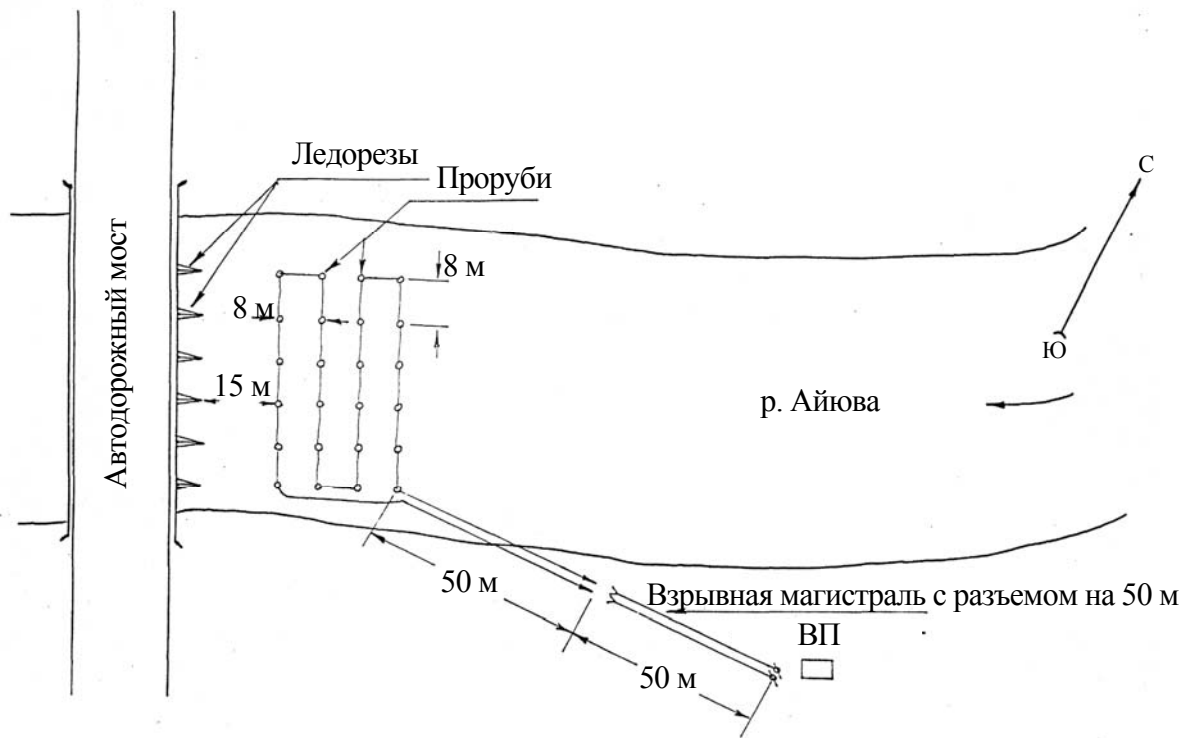 С
Ледорезы
Проруби
8 м
8 м
Ю
15 м
р. Айюва
Автодорожный мост
50 м
Взрывная магистраль с разъемом на 50 м
ВП
50 м